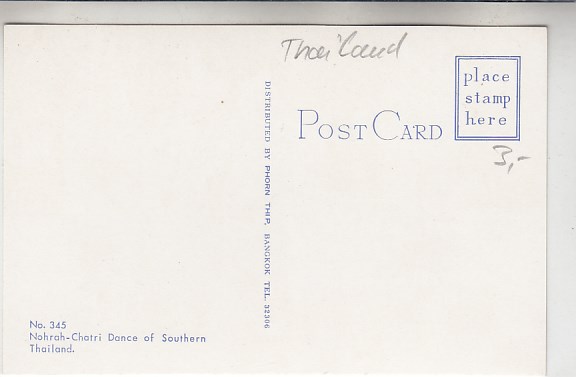 Thailand
place
stamp
here
POST CARD
3,-
DISTRIBUTED BY PHORN THIP, BANGKOK TEL. 32306
No. 345
Nohrah-Chatri Dance of Southern
Thailand.